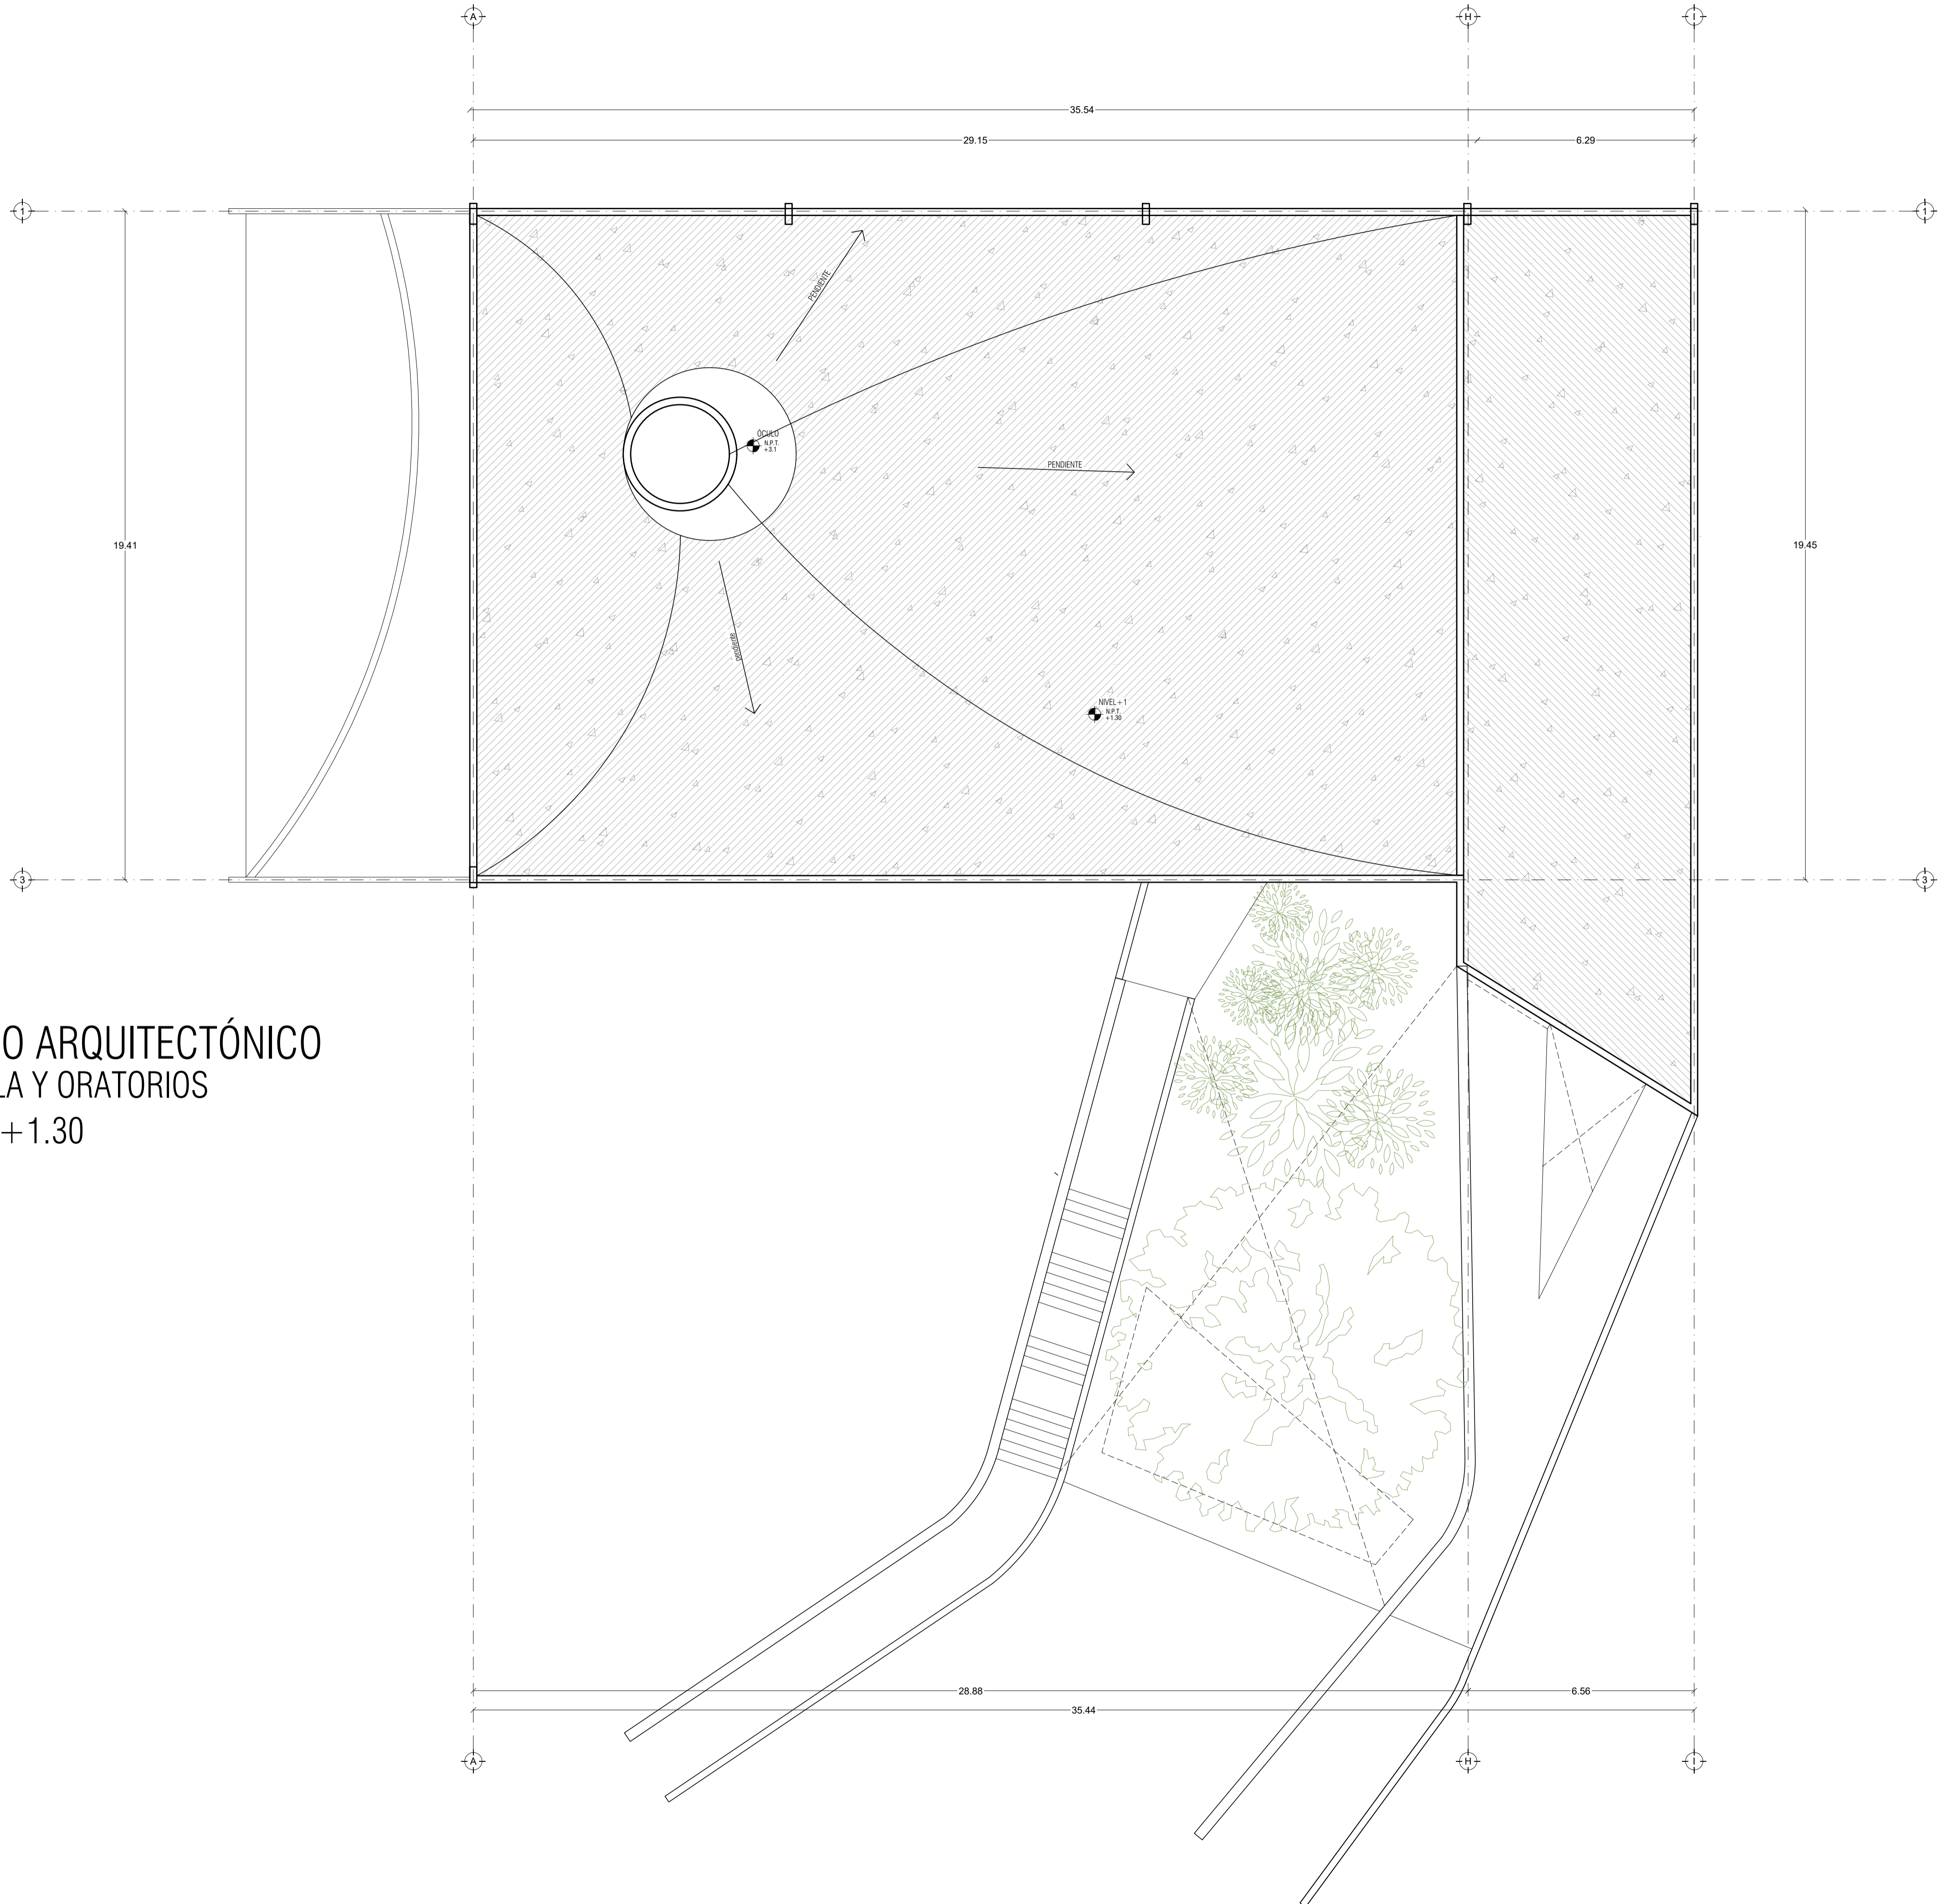 A H I
35.54
29.15 6.29
1 1
PENDIENTE
ÓCULO
N.P.T.
+3.1
PENDIENTE
19.41 19.45
pendiente
NIVEL+1
N.P.T.
+1.30
3 3
O ARQUITECTÓNICO
LA Y ORATORIOS
+1.30
28.88 6.56
35.44
A H I